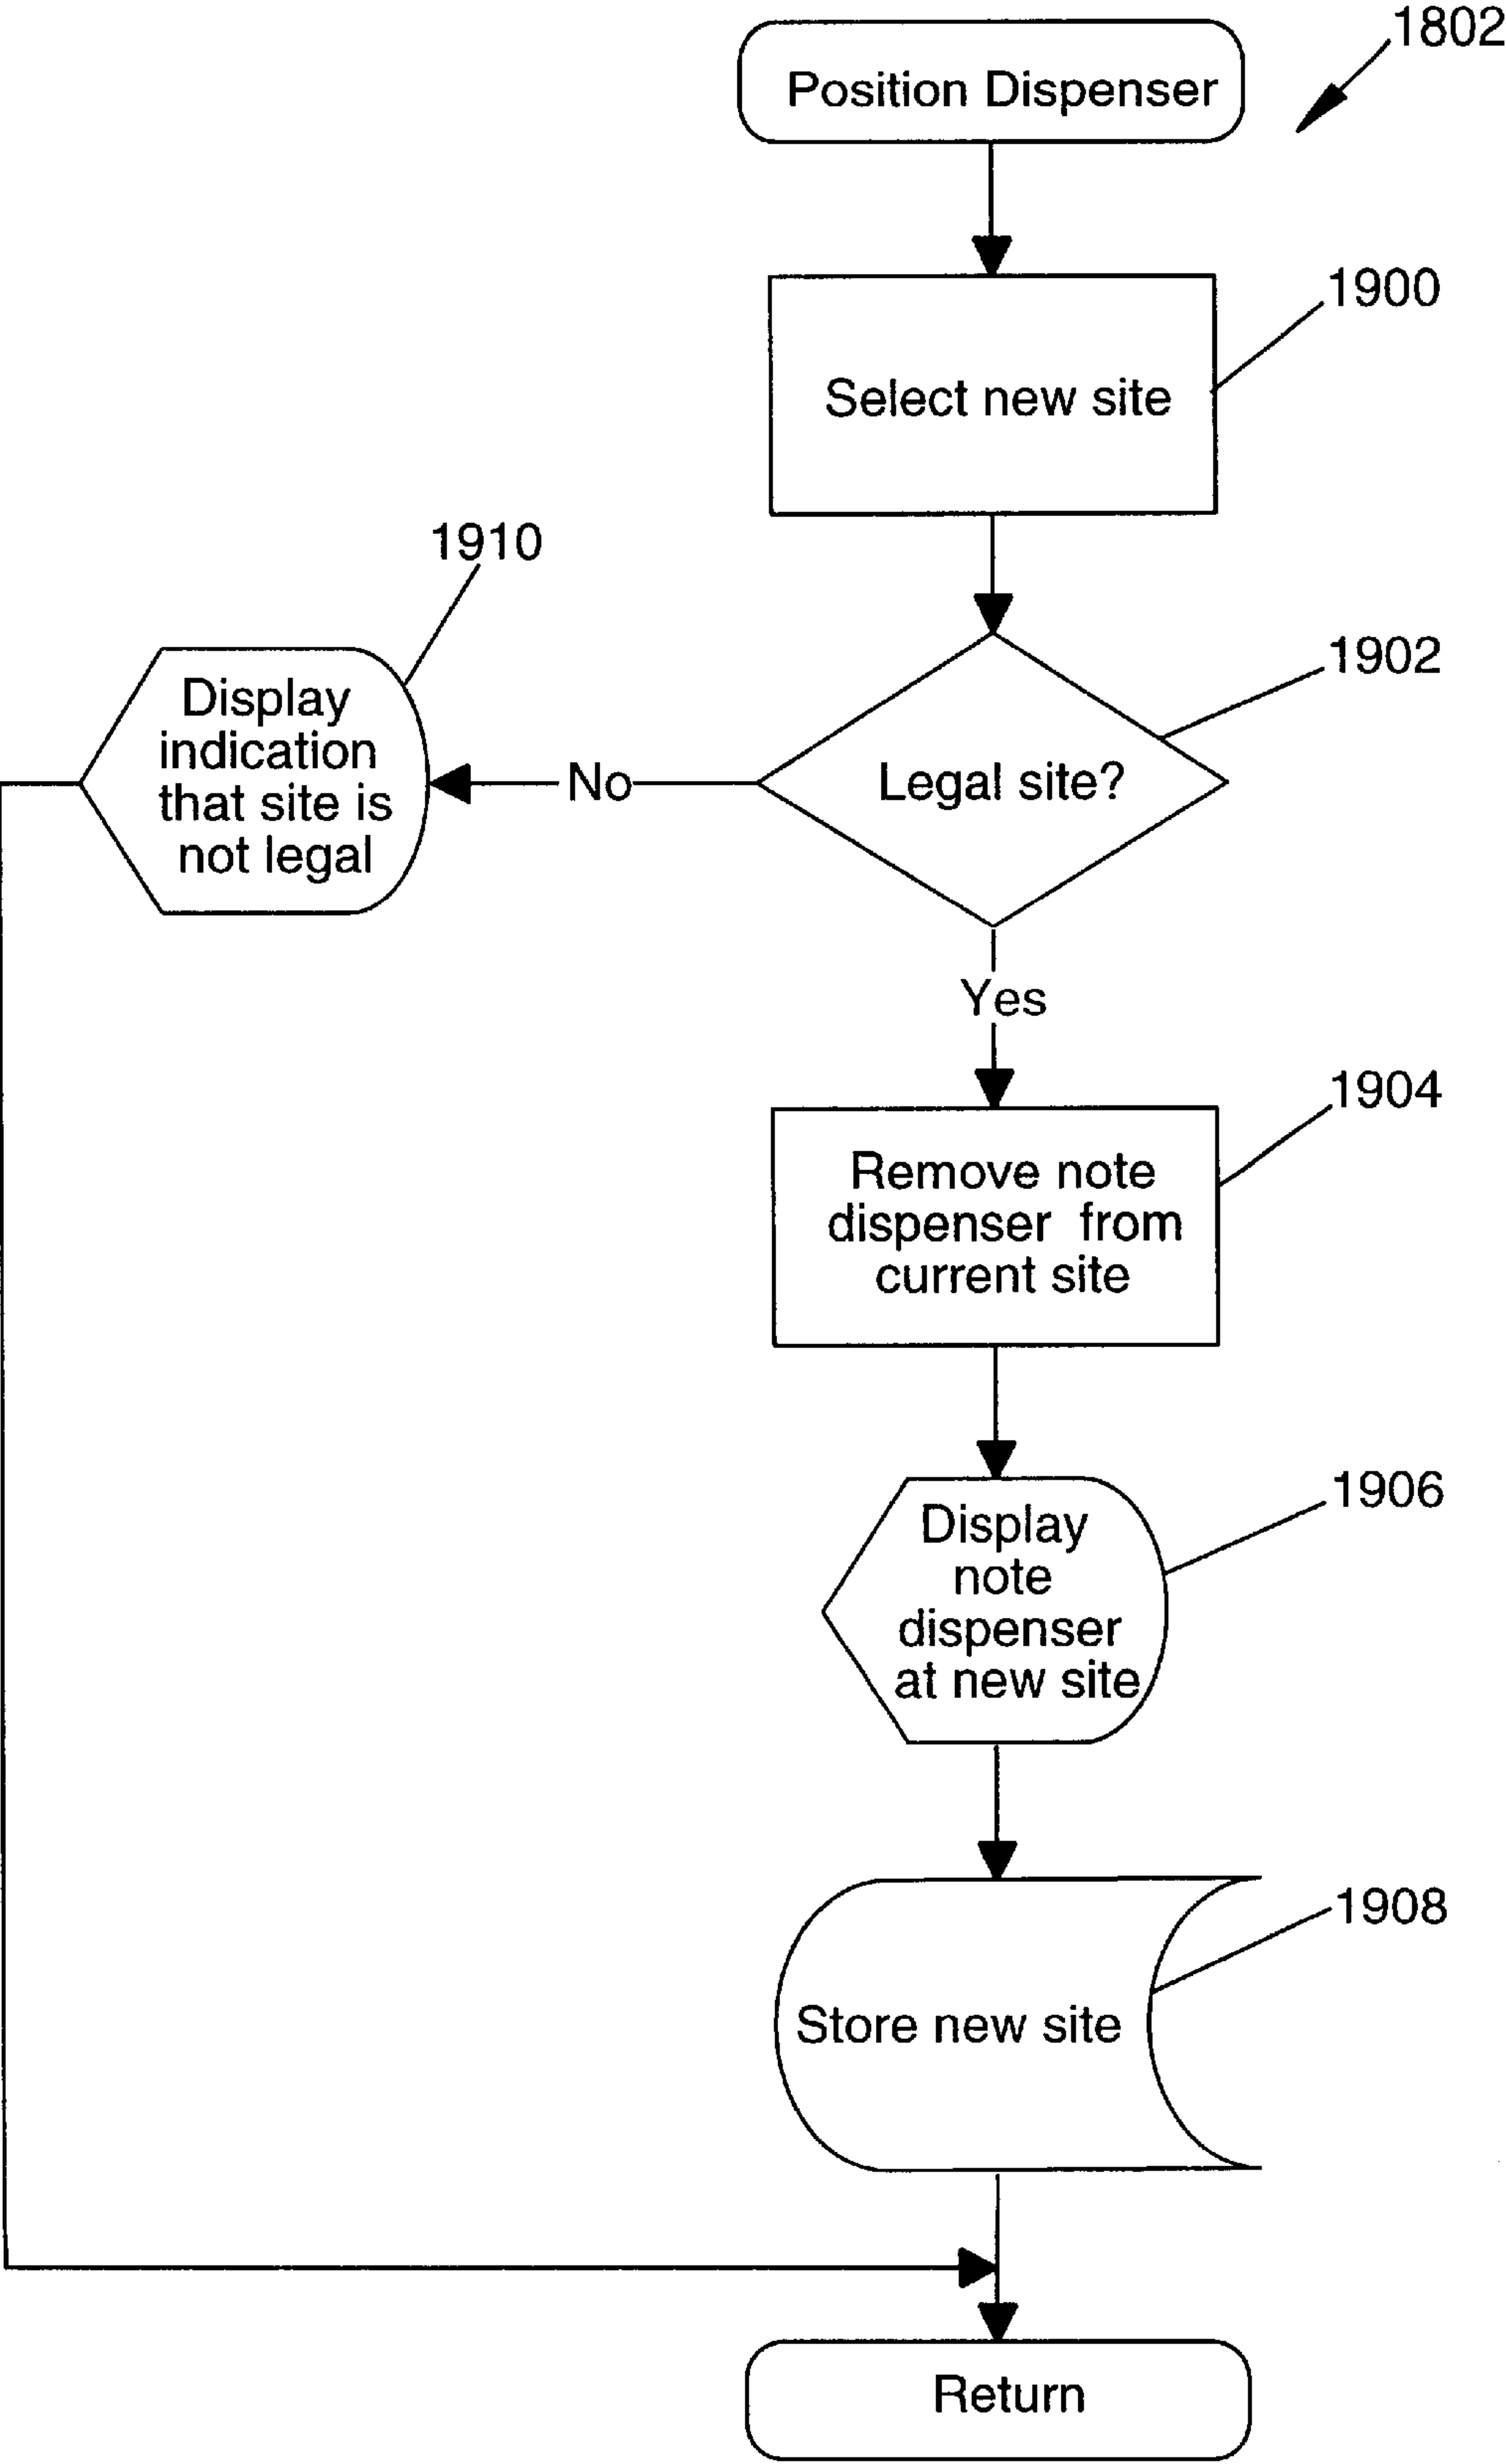 1802
Position Dispenser
1900
Select new site
1910
Display
indication
that site is
not legal
No
1902
Legal site?
Yes
1904
Remove note
dispenser from
current site
1906
Display
note
dispenser
at new site
1908
Store new site
Return